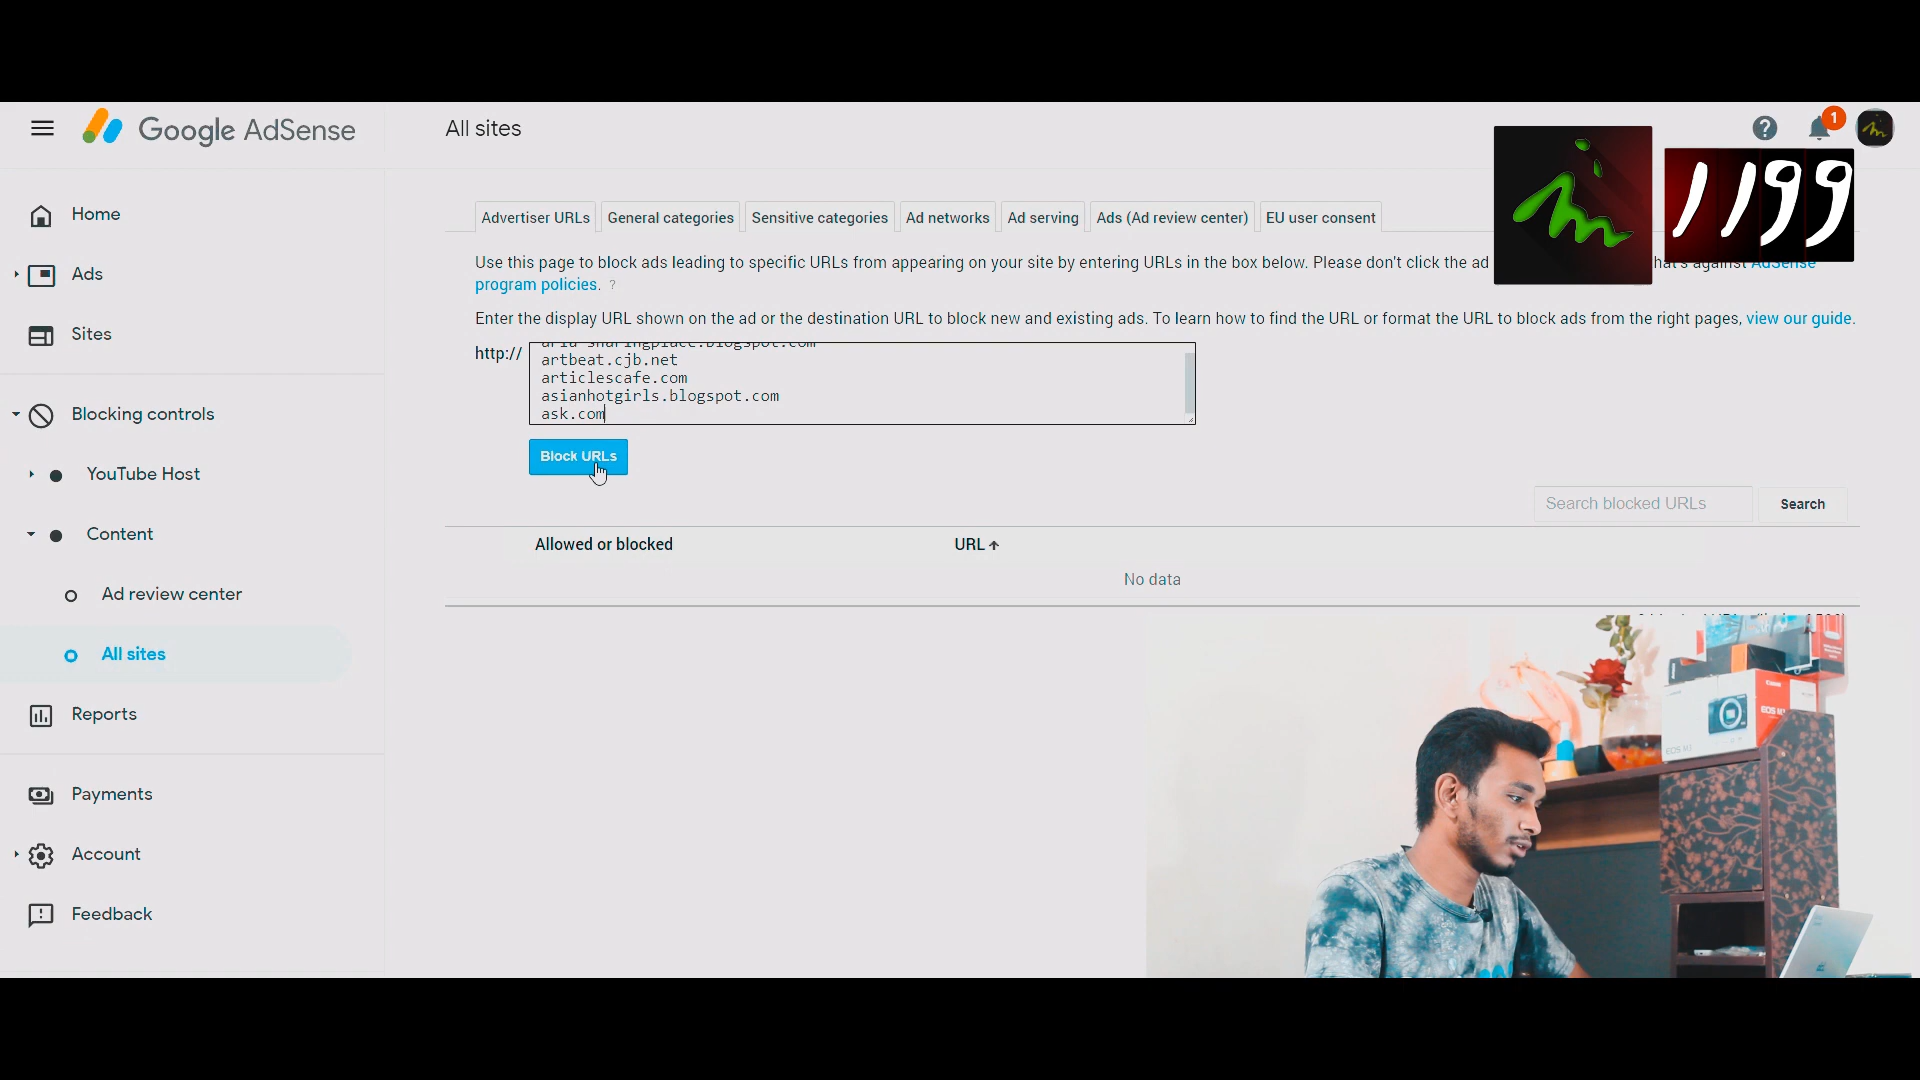 Google AdSense
All sites
1
Home
Ads
Sites
Blocking controls
YouTube Host
Content
Ad review center
All sites
Reports
Payments
Account
Feedback
Advertiser URLs
General categories
Sensitive categories
Ad networks
Ad serving
Ads (Ad review center)
EU user consent
1199
Use this page to block ads leading to specific URLs from appearing on your site by entering URLs in the box below. Please don't click the ad that's against AdSense
program policies. ?
Enter the display URL shown on the ad or the destination URL to block new and existing ads. To learn how to find the URL or format the URL to block ads from the right pages, view our guide.
http://
artbeat.cjb.net
articlescafe.com
asianhotgirls.blogspot.com
ask.com
Block URLs
Search blocked URLs
Search
Allowed or blocked
URL
No data
Canon
EOS M